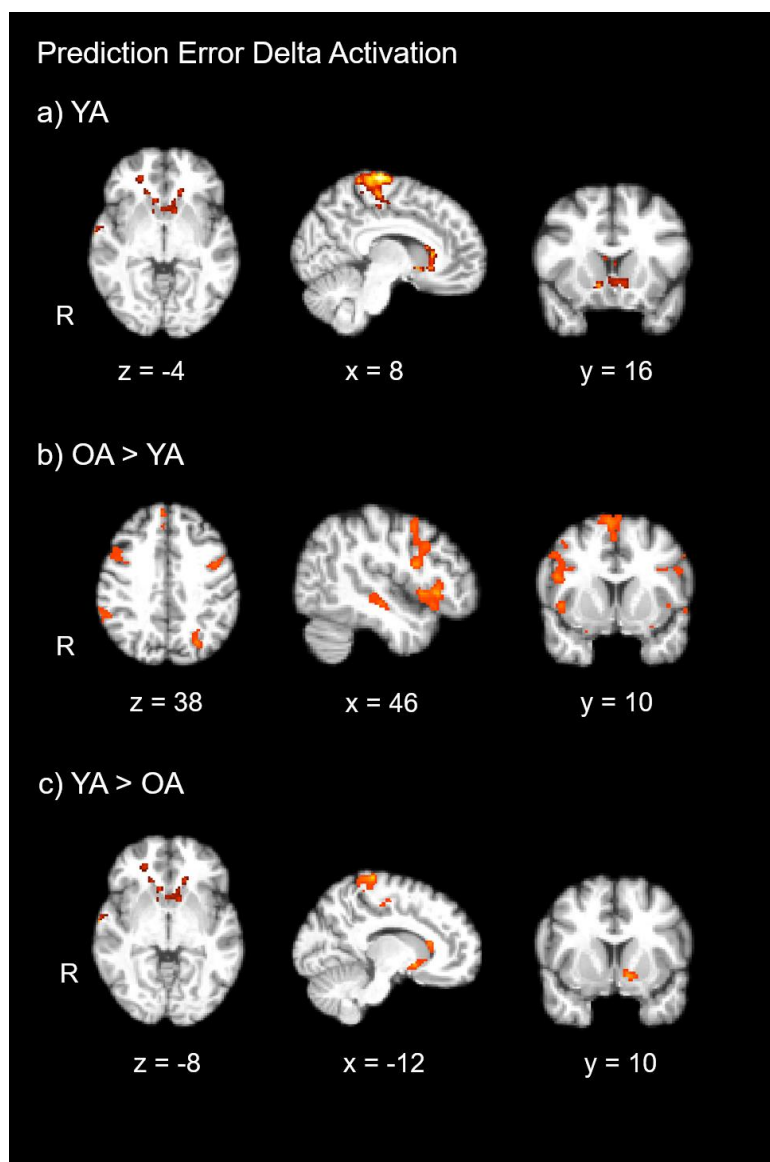 Prediction Error Delta Activation
a) YA
R
z = -4 x = 8 y = 16
b) OA > YA
R
z = 38 x = 46 y = 10
c) YA > OA
R
z = -8 x = -12 y = 10